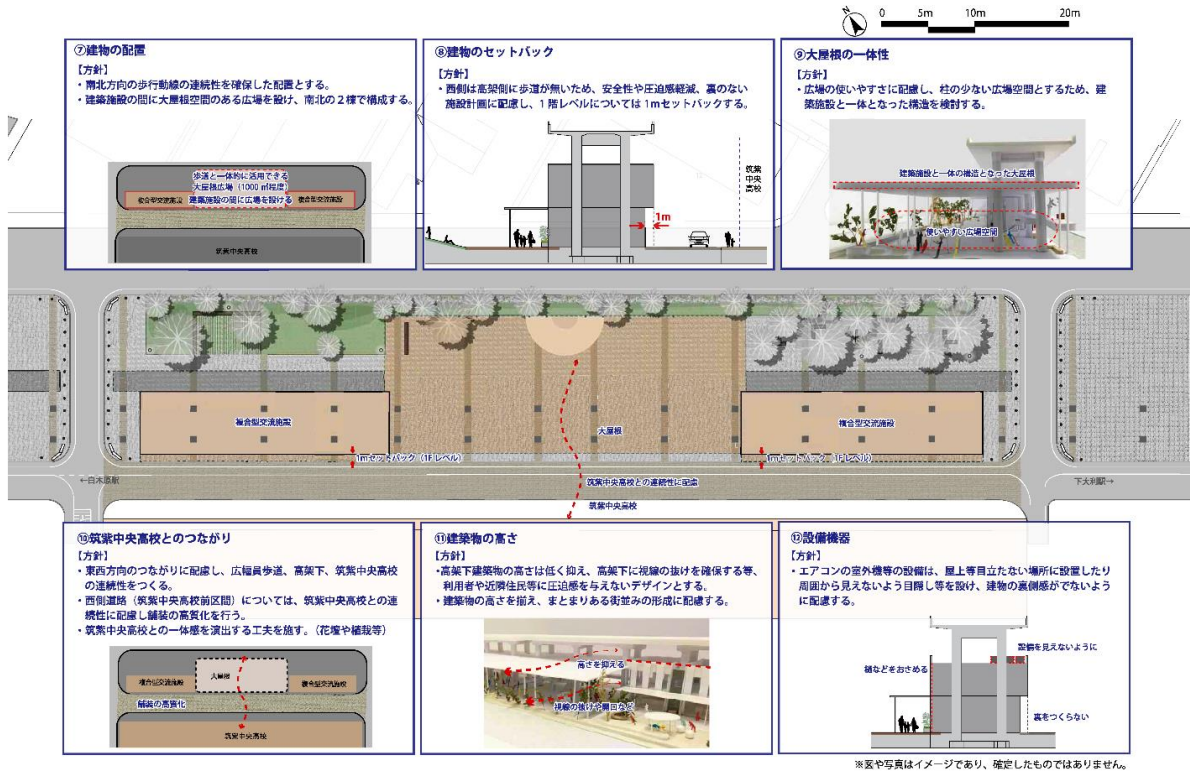 N
0 5m 10m 20m
⑦建物の配置
【方針】
・南北方向の歩行動線の連続性を確保した配置とする。
・建築施設の間に大屋根空間のある広場を設け、南北の2棟で構成する。
歩道と一体的に活用できる
大屋根広場（1000㎡程度）
複合型交流施設
建築施設の間に広場を設ける
複合型交流施設
筑紫中央高校
⑧建物のセットバック
【方針】
・西側は高架側に歩道が無いため、安全性や圧迫感軽減、裏のない
施設計画に配慮し、1階レベルについては1mセットバックする。
筑紫中央高校
1m
⑨大屋根の一体性
【方針】
・広場の使いやすさに配慮し、柱の少ない広場空間とするため、建
築施設と一体となった構造を検討する。
建築施設と一体の構造となった大屋根
使いやすい広場空間
複合型交流施設
大屋根
複合型交流施設
1mセットバック（1Fレベル）
1mセットバック（1Fレベル）
←白木原駅
筑紫中央高校との連続性に配慮
下大利駅→
筑紫中央高校
⑩筑紫中央高校とのつながり
【方針】
・東西方向のつながりに配慮し、広幅員歩道、高架下、筑紫中央高校
の連続性をつくる。
・西側道路（筑紫中央高校前区間）については、筑紫中央高校との連
続性に配慮し舗装の高質化を行う。
・筑紫中央高校との一体感を演出する工夫を施す。（花壇や植栽等）
複合型交流施設
大屋根
複合型交流施設
舗装の高質化
筑紫中央高校
⑪建築物の高さ
【方針】
・高架下建築物の高さは低く抑え、高架下に視線の抜けを確保する等、
利用者や近隣住民等に圧迫感を与えないデザインとする。
・建築物の高さを揃え、まとまりある街並みの形成に配慮する。
高さを抑える
視線の抜けや開口など
⑫設備機器
【方針】
・エアコンの室外機等の設備は、屋上等目立たない場所に設置したり
周囲から見えないよう目隠し等を設け、建物の裏側感がでないよう
に配慮する。
設備を見えないように
樋などをおさめる
裏をつくらない
※図や写真はイメージであり、確定したものではありません。